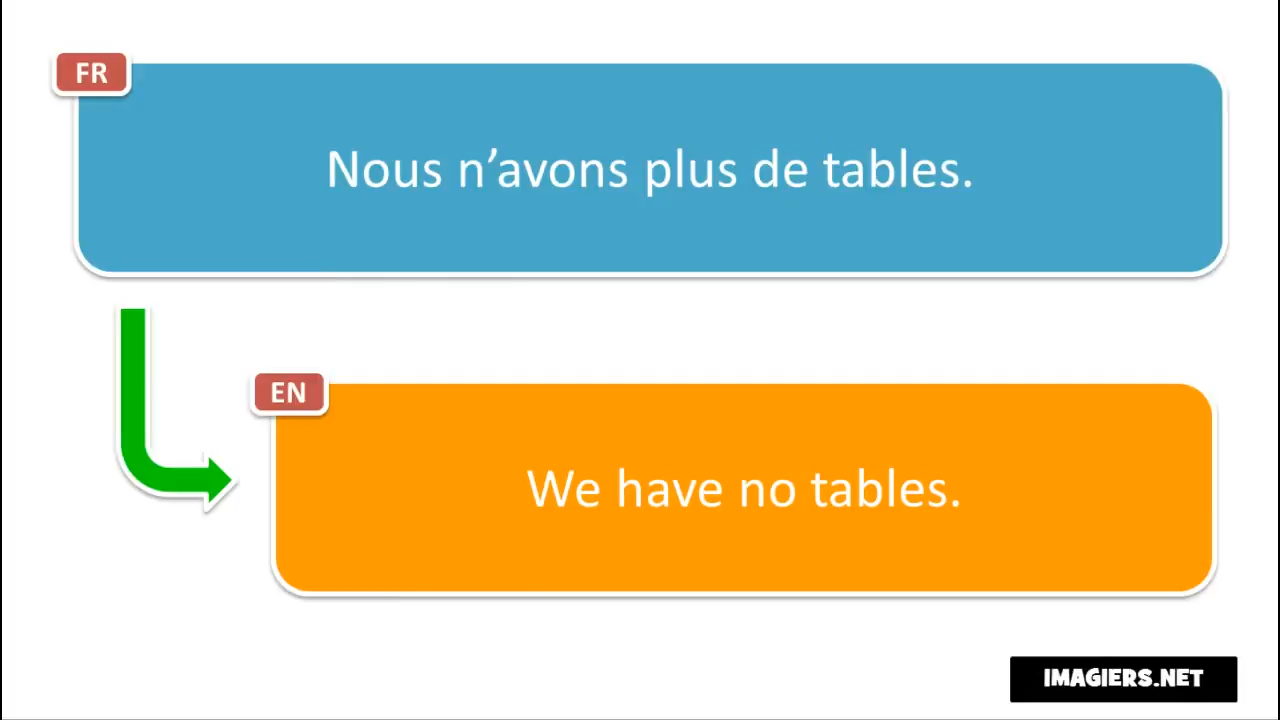 FR
Nous n’avons plus de tables.
EN
We have no tables.
IMAGIERS.NET